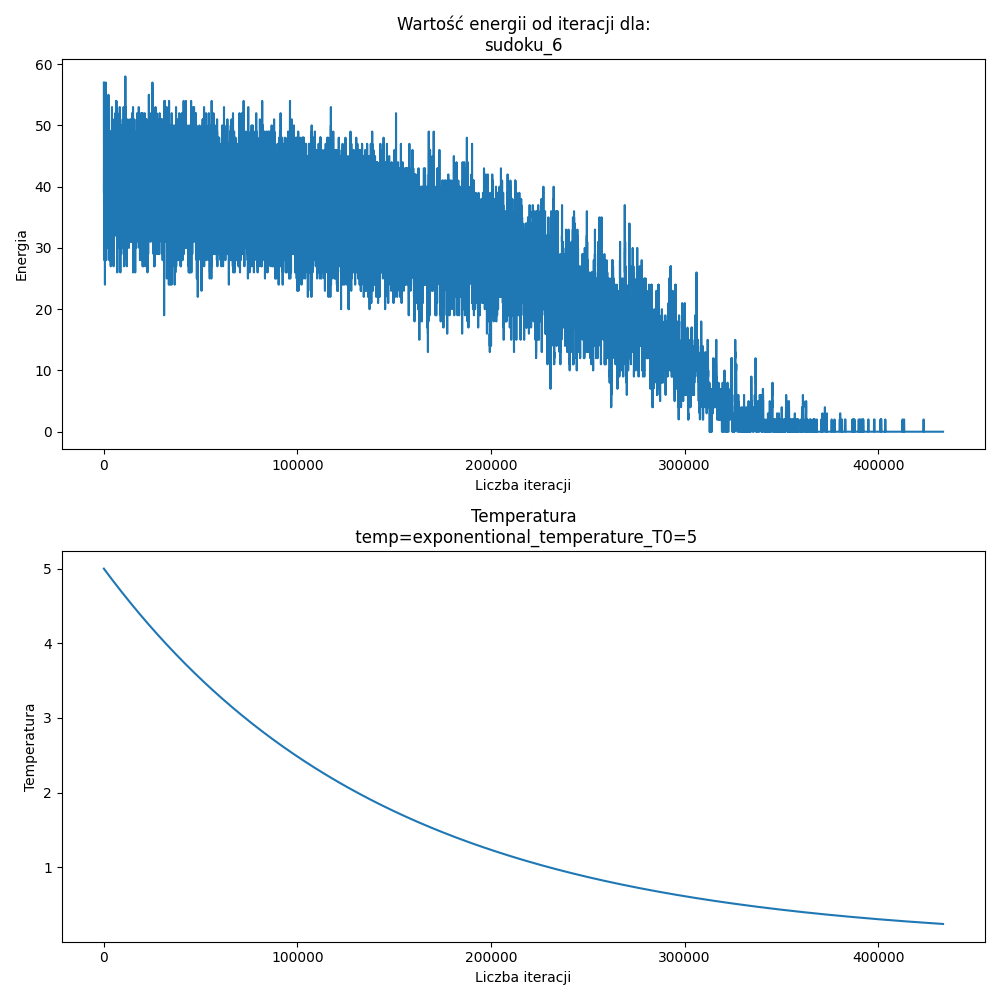 Wartość energii od iteracji dla:
sudoku_6
60
50
40
30
20
10
0
Energia
0 100000 200000 300000 400000
Liczba iteracji
Temperatura
temp=exponentional_temperature_T0=5
5
4
3
2
1
Temperatura
0 100000 200000 300000 400000
Liczba iteracji